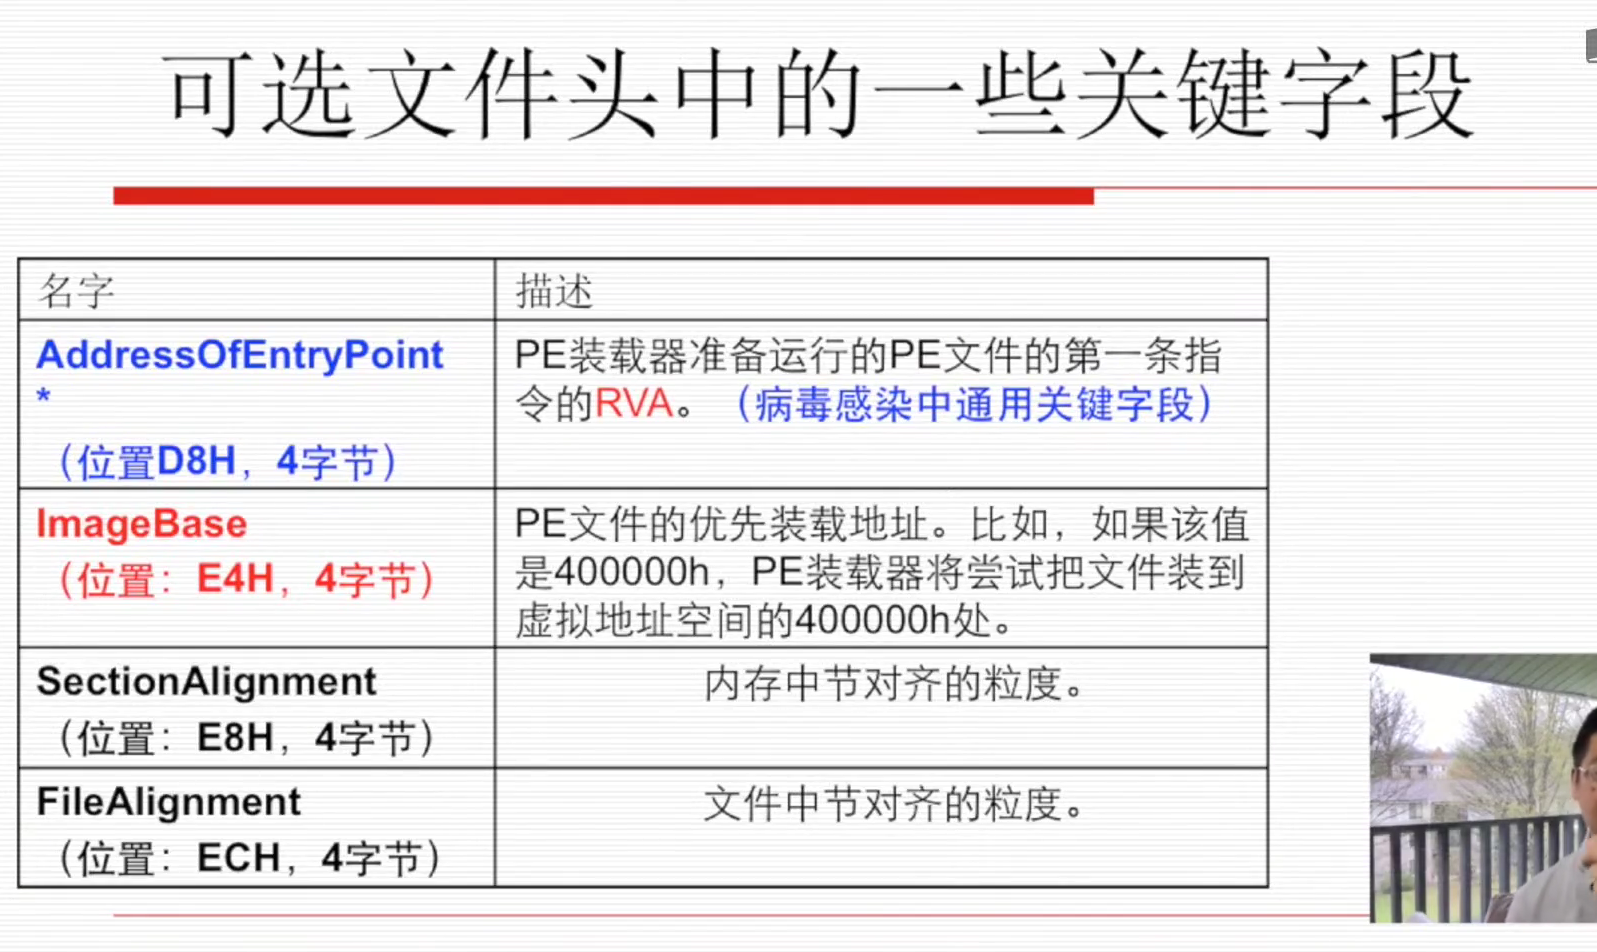 可选文件头中的一些关键字段
名字
描述
AddressOfEntryPoint
*
（位置D8H，4字节）
PE装载器准备运行的PE文件的第一条指
令的RVA。（病毒感染中通用关键字段）
ImageBase
（位置：E4H，4字节）
PE文件的优先装载地址。比如，如果该值
是400000h，PE装载器将尝试把文件装到
虚拟地址空间的400000h处。
SectionAlignment
（位置：E8H，4字节）
内存中节对齐的粒度。
FileAlignment
（位置：ECH，4字节）
文件中节对齐的粒度。